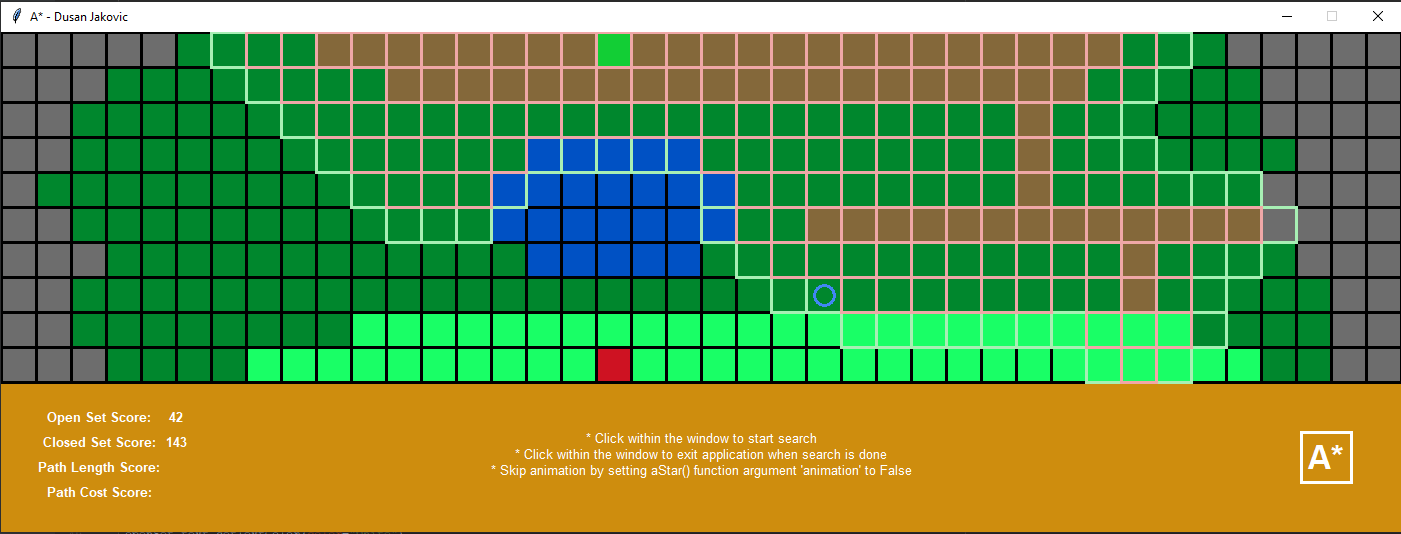 A* - Dusan Jakovic
Open Set Score: 42
Closed Set Score: 143
Path Length Score:
Path Cost Score:
* Click within the window to start search
* Click within the window to exit application when search is done
* Skip animation by setting aStar() function argument 'animation' to False
A*